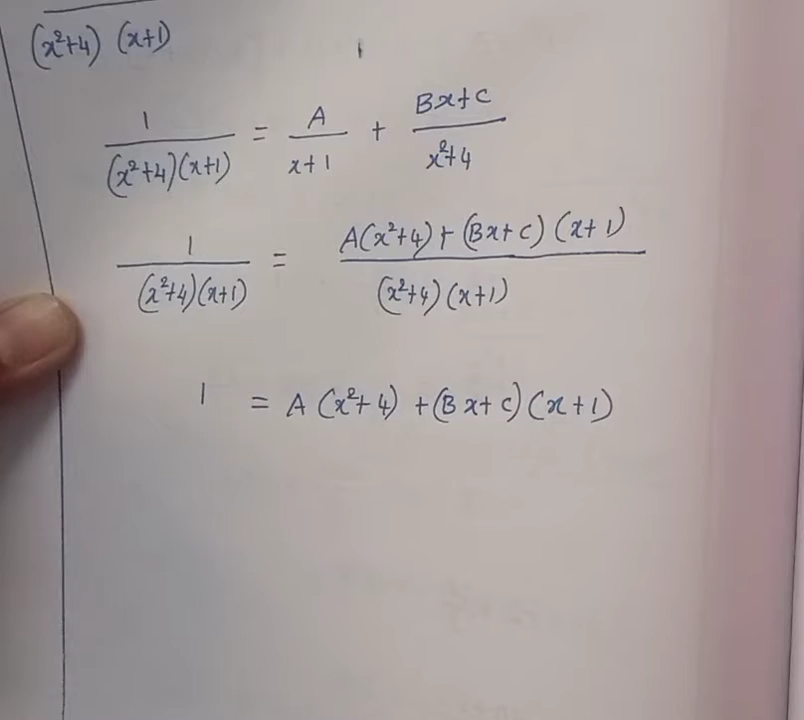 (x²+4) (x+1)
1/((x²+4)(x+1)) = A/(x+1) + (Bx+C)/(x²+4)
1/((x²+4)(x+1)) = (A(x²+4)+(Bx+C)(x+1))/((x²+4)(x+1))
1 = A(x²+4)+(Bx+C)(x+1)